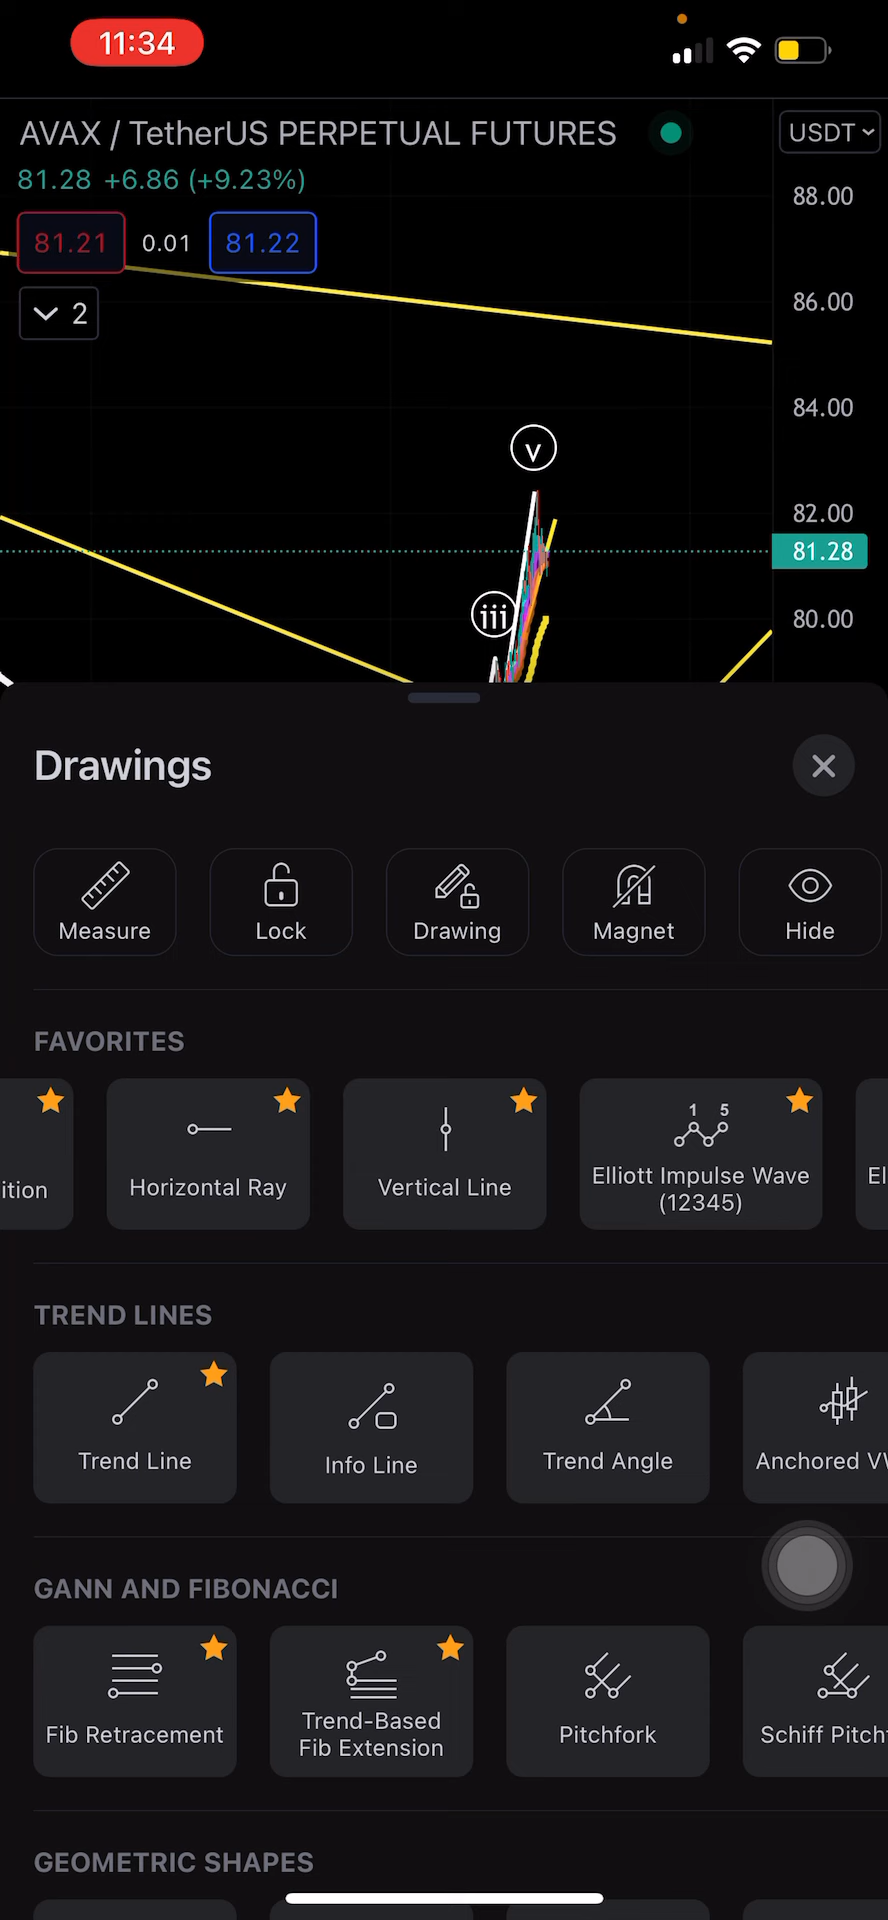 11:34
AVAX / TetherUS PERPETUAL FUTURES
USDT
81.28 +6.86 (+9.23%)
88.00
81.21 0.01 81.22
2
86.00
84.00
v
82.00
81.28
iii
80.00
Drawings
Measure Lock Drawing Magnet Hide
FAVORITES
1 5
ition Horizontal Ray Vertical Line Elliott Impulse Wave El
(12345)
TREND LINES
Trend Line Info Line Trend Angle Anchored VW
GANN AND FIBONACCI
Fib Retracement Trend-Based Pitchfork Schiff Pitch
Fib Extension
GEOMETRIC SHAPES